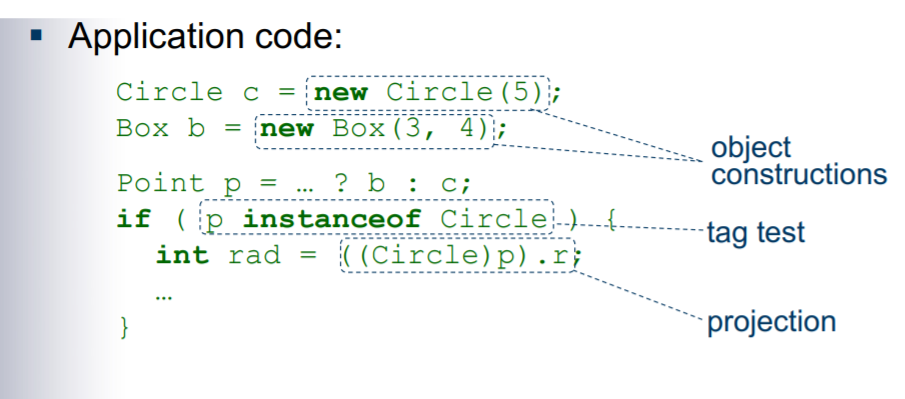 ▪ Application code:
Circle c = new Circle(5);
Box b = new Box(3, 4);
object
constructions
Point p = … ? b : c;
if ( p instanceof Circle ) {
tag test
int rad = ((Circle)p).r;
…
projection
}